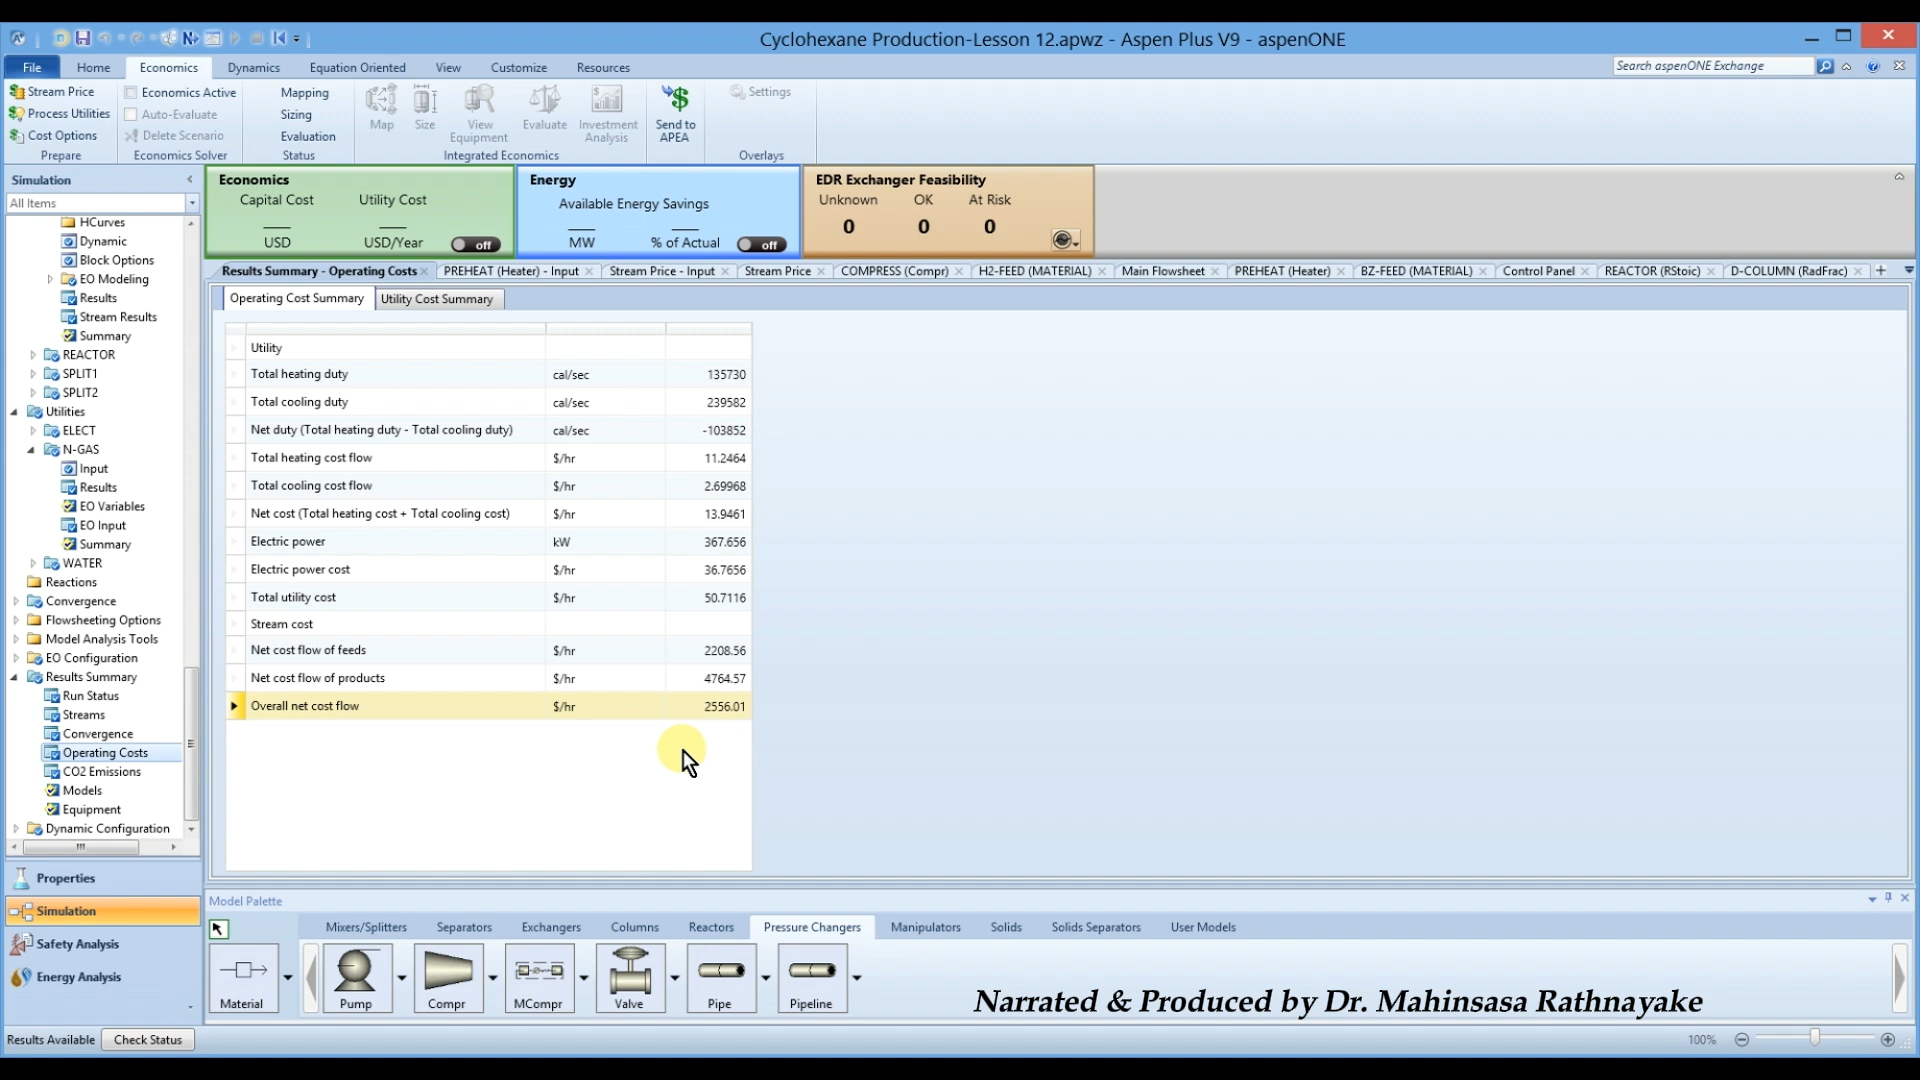 Cyclohexane Production-Lesson 12.apwz - Aspen Plus V9 - aspenONE
File Home Economics Dynamics Equation Oriented View Customize Resources
Search aspenONE Exchange
Stream Price
Process Utilities
Cost Options
Prepare
Economics Active
Auto-Evaluate
Delete Scenario
Economics Solver
Mapping
Sizing
Evaluation
Status
Map Size View Equipment Evaluate Investment Analysis
Integrated Economics
Send to APEA
Settings
Overlays
Simulation
All Items
HCurves
Dynamic
Block Options
EO Modeling
Results
Stream Results
Summary
REACTOR
SPLIT1
SPLIT2
Utilities
ELECT
N-GAS
Input
Results
EO Variables
EO Input
Summary
WATER
Reactions
Convergence
Flowsheeting Options
Model Analysis Tools
EO Configuration
Results Summary
Run Status
Streams
Convergence
Operating Costs
CO2 Emissions
Models
Equipment
Dynamic Configuration
Properties
Simulation
Safety Analysis
Energy Analysis
Economics
Capital Cost Utility Cost
USD USD/Year off
Energy
Available Energy Savings
MW % of Actual off
EDR Exchanger Feasibility
Unknown OK At Risk
0 0 0
Results Summary - Operating Costs PREHEAT (Heater) - Input Stream Price - Input Stream Price COMPRESS (Compr) H2-FEED (MATERIAL) Main Flowsheet PREHEAT (Heater) BZ-FEED (MATERIAL) Control Panel REACTOR (RStoic) D-COLUMN (RadFrac)
Operating Cost Summary Utility Cost Summary
Utility
Total heating duty cal/sec 135730
Total cooling duty cal/sec 239582
Net duty (Total heating duty - Total cooling duty) cal/sec -103852
Total heating cost flow $/hr 11.2464
Total cooling cost flow $/hr 2.69968
Net cost (Total heating cost + Total cooling cost) $/hr 13.9461
Electric power kW 367.656
Electric power cost $/hr 36.7656
Total utility cost $/hr 50.7116
Stream cost
Net cost flow of feeds $/hr 2208.56
Net cost flow of products $/hr 4764.57
Overall net cost flow $/hr 2556.01
Model Palette
Mixers/Splitters Separators Exchangers Columns Reactors Pressure Changers Manipulators Solids Solids Separators User Models
Material Pump Compr MCompr Valve Pipe Pipeline
Narrated & Produced by Dr. Mahinsasa Rathnayake
Results Available Check Status 100%